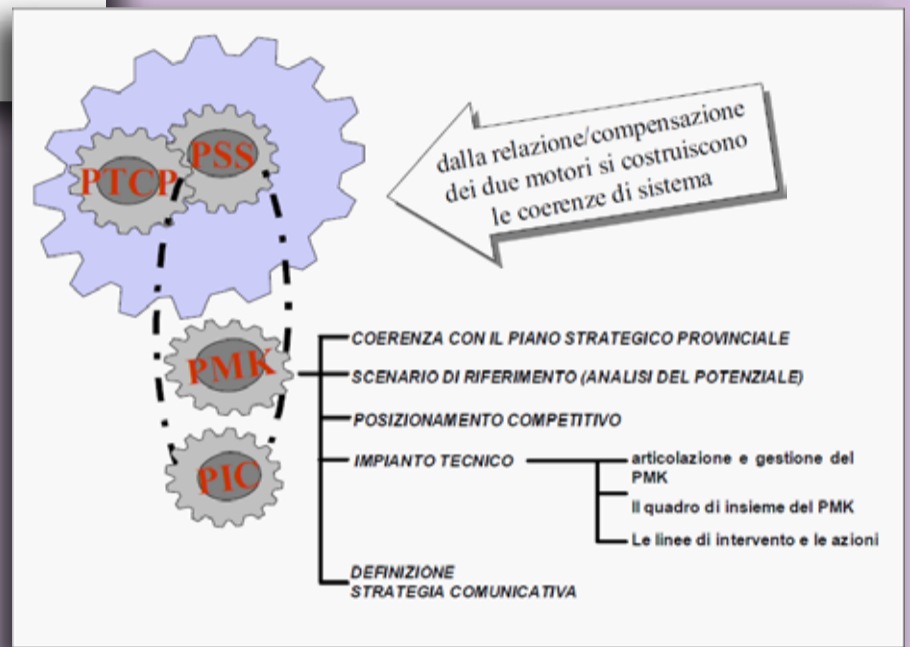 PTCP
PSS
dalla relazione/compensazione
dei due motori si costruiscono
le coerenze di sistema
PMK
PIC
COERENZA CON IL PIANO STRATEGICO PROVINCIALE
SCENARIO DI RIFERIMENTO (ANALISI DEL POTENZIALE)
POSIZIONAMENTO COMPETITIVO
IMPIANTO TECNICO
articolazione e gestione del
PMK
Il quadro di insieme del PMK
Le linee di intervento e le azioni
DEFINIZIONE
STRATEGIA COMUNICATIVA